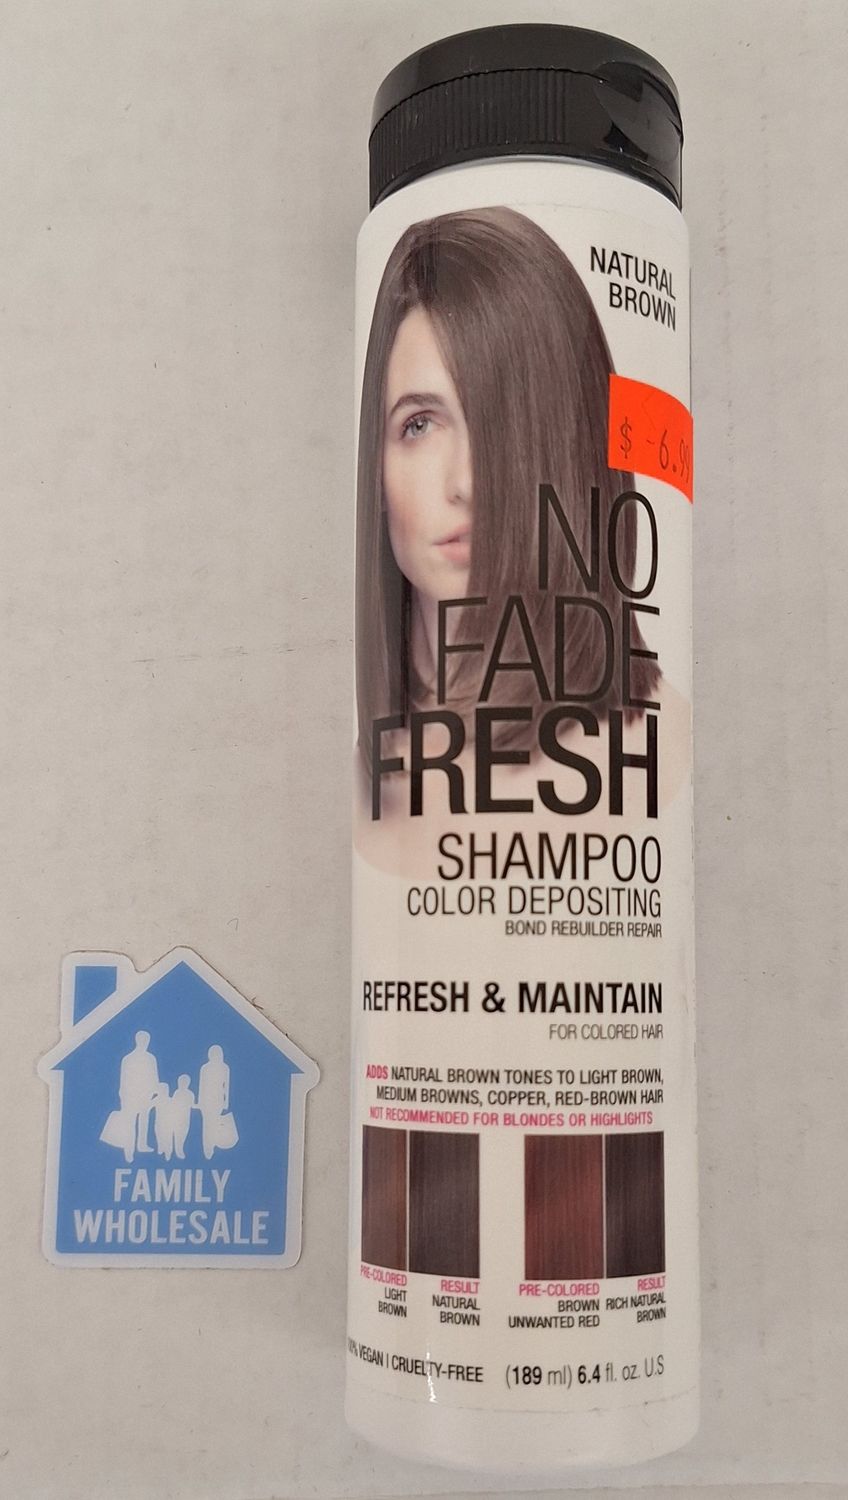 NATURAL
BROWN
$ -6.99
NO
FADE
FRESH
SHAMPOO
COLOR DEPOSITING
BOND REBUILDER REPAIR
REFRESH & MAINTAIN
FOR COLORED HAIR
ADDS NATURAL BROWN TONES TO LIGHT BROWN,
MEDIUM BROWNS, COPPER, RED-BROWN HAIR
NOT RECOMMENDED FOR BLONDES OR HIGHLIGHTS
PRE-COLORED
LIGHT
BROWN
RESULT
NATURAL
BROWN
PRE-COLORED
BROWN
UNWANTED RED
RESULT
RICH NATURAL
BROWN
VEGAN | CRUELTY-FREE
(189 ml) 6.4 fl. oz. U.S
FAMILY
WHOLESALE